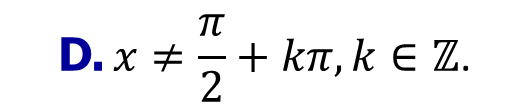 D. x ≠ π/2 + kπ, k ∈ ℤ.